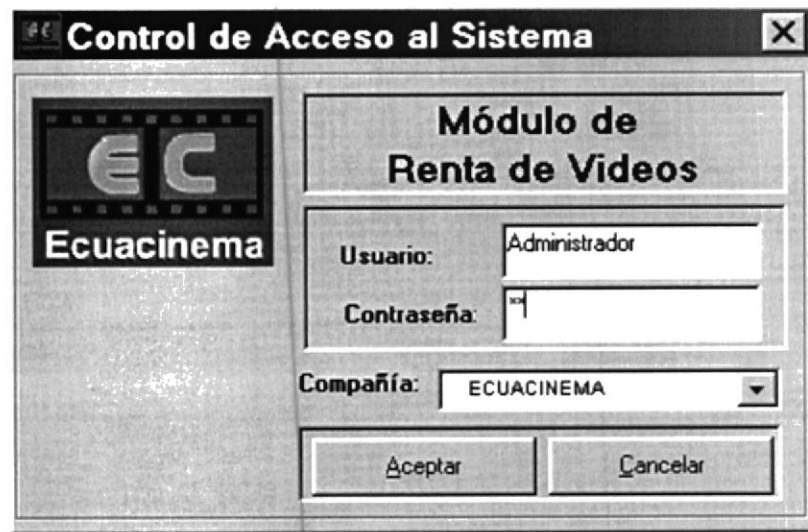 EC Control de Acceso al Sistema
EC
Ecuacinema
Módulo de
Renta de Videos
Usuario: Administrador
Contraseña: **
Compañía: ECUACINEMA
Aceptar Cancelar